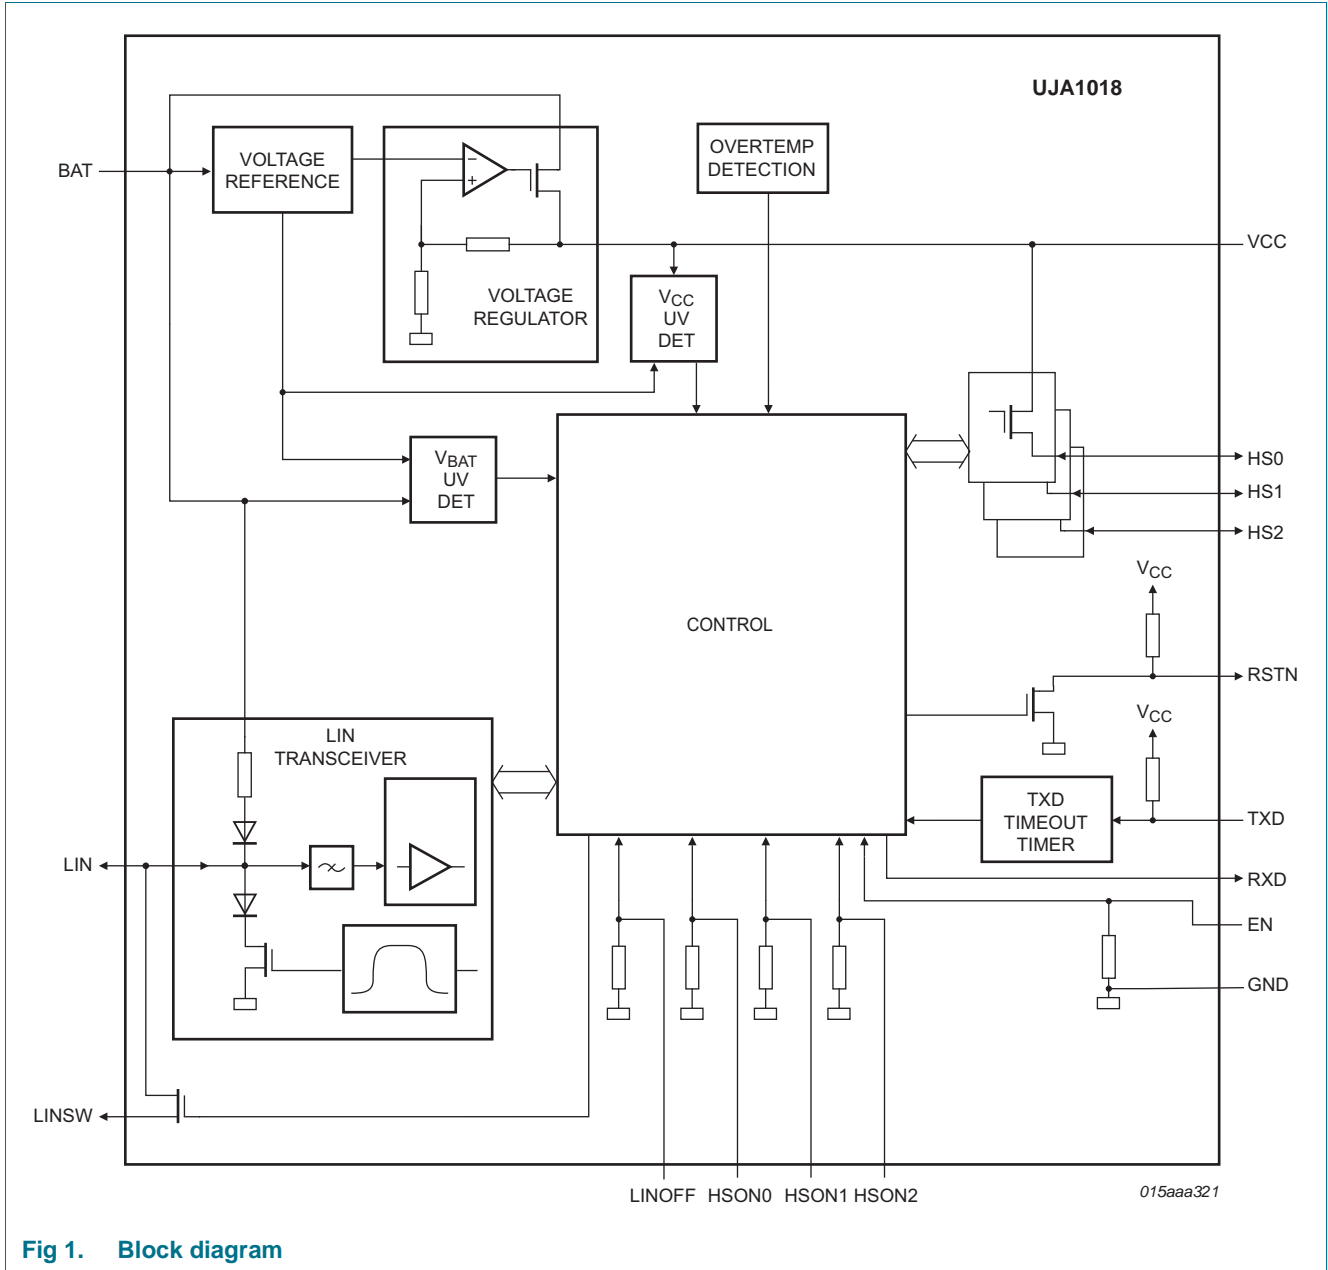 UJA1018
BAT
VOLTAGE
REFERENCE
−
+
VOLTAGE
REGULATOR
OVERTEMP
DETECTION
VCC
VCC
UV
DET
VBAT
UV
DET
HS0
HS1
HS2
CONTROL
VCC
RSTN
VCC
LIN
TRANSCEIVER
TXD
TIMEOUT
TIMER
TXD
LIN
RXD
EN
GND
LINSW
LINOFF HSON0 HSON1 HSON2
015aaa321
Fig 1. Block diagram